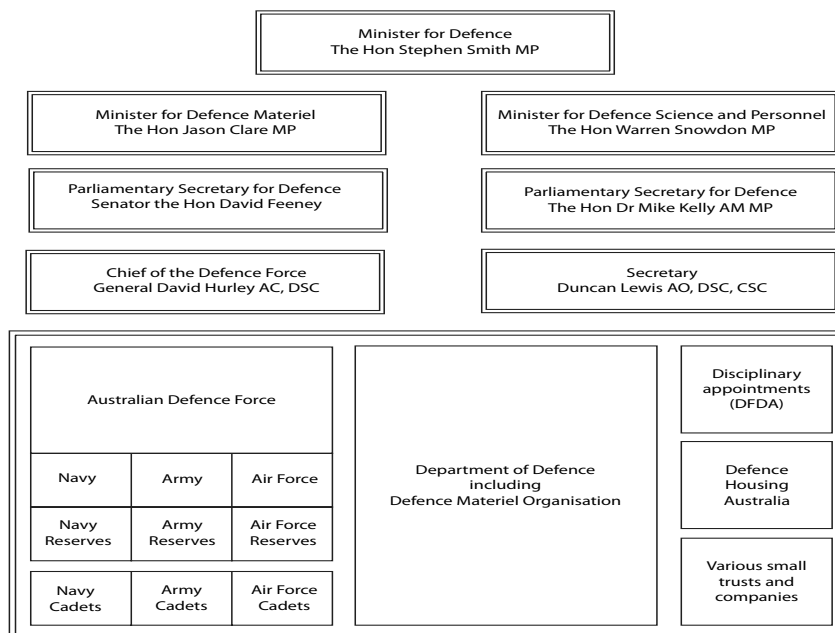 Minister for Defence
The Hon Stephen Smith MP
Minister for Defence Materiel
The Hon Jason Clare MP
Minister for Defence Science and Personnel
The Hon Warren Snowdon MP
Parliamentary Secretary for Defence
Senator the Hon David Feeney
Parliamentary Secretary for Defence
The Hon Dr Mike Kelly AM MP
Chief of the Defence Force
General David Hurley AC, DSC
Secretary
Duncan Lewis AO, DSC, CSC
Australian Defence Force
Navy
Army
Air Force
Navy
Reserves
Army
Reserves
Air Force
Reserves
Navy
Cadets
Army
Cadets
Air Force
Cadets
Department of Defence
including
Defence Materiel Organisation
Disciplinary
appointments
(DFDA)
Defence
Housing
Australia
Various small
trusts and
companies